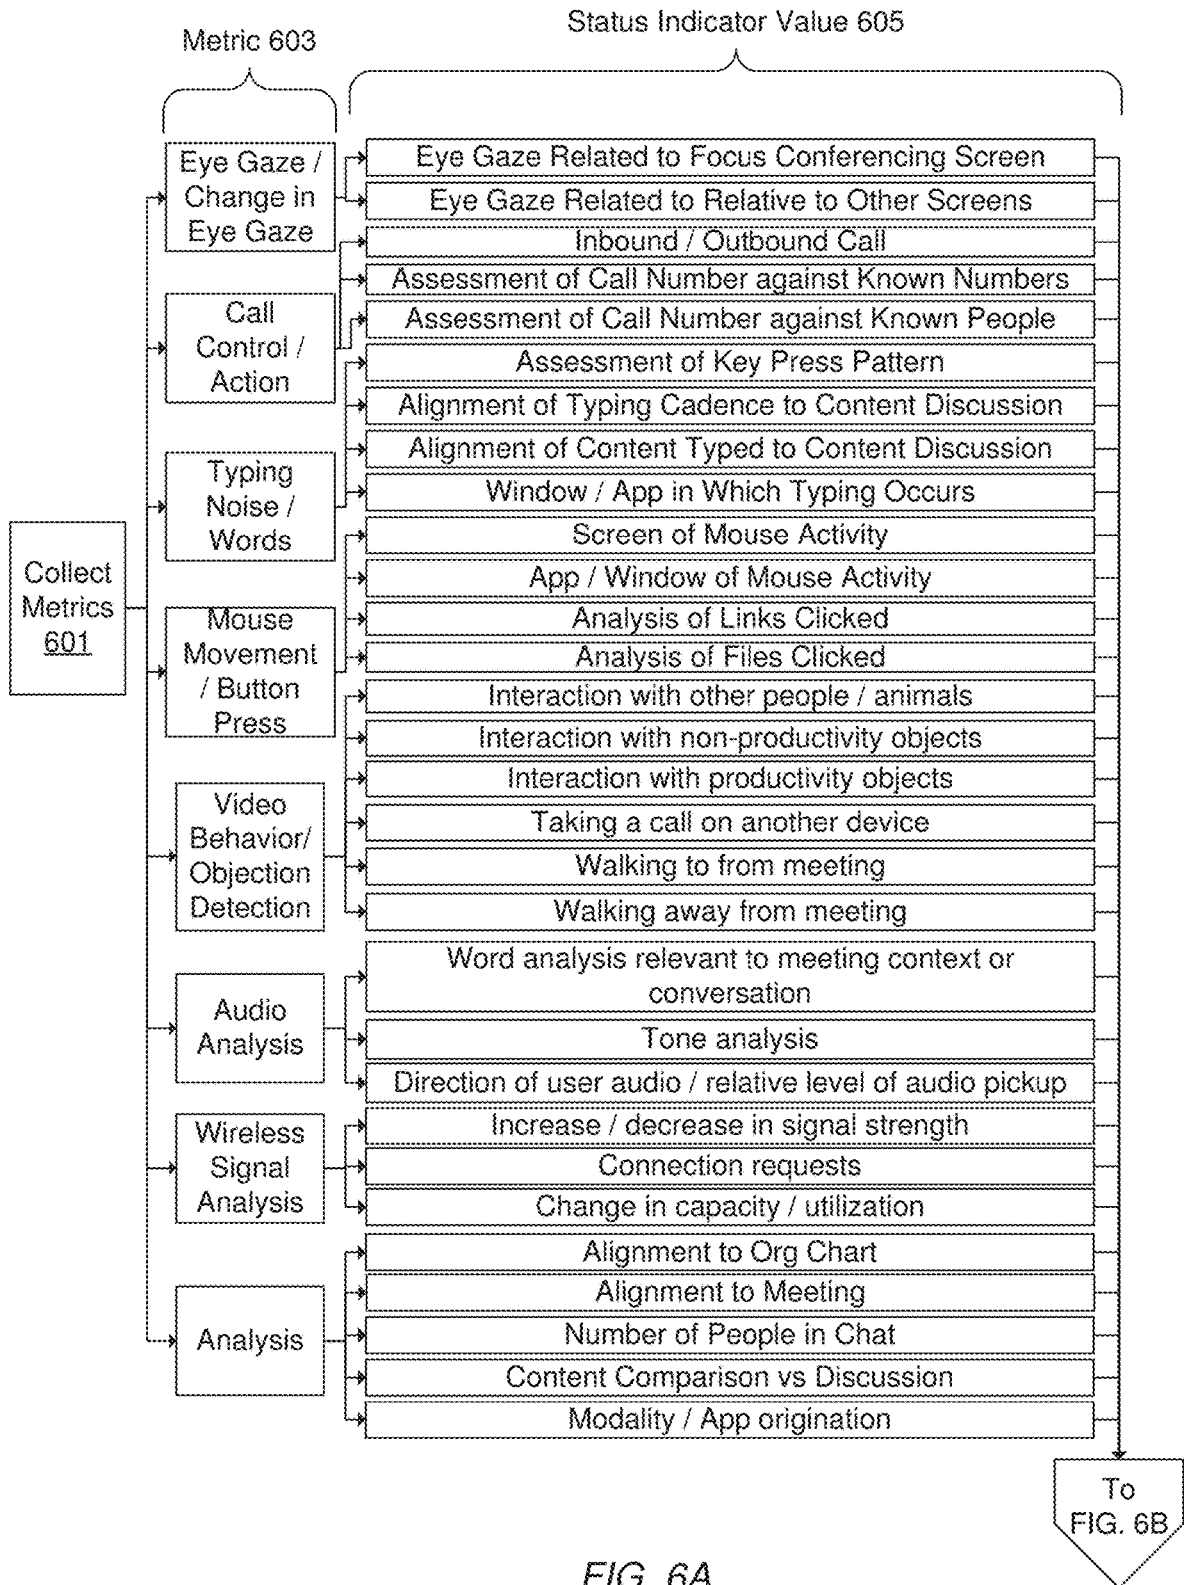 Metric 603
Status Indicator Value 605
Collect
Metrics
601
Eye Gaze /
Change in
Eye Gaze
Eye Gaze Related to Focus Conferencing Screen
Eye Gaze Related to Relative to Other Screens
Call
Control /
Action
Inbound / Outbound Call
Assessment of Call Number against Known Numbers
Assessment of Call Number against Known People
Typing
Noise /
Words
Assessment of Key Press Pattern
Alignment of Typing Cadence to Content Discussion
Alignment of Content Typed to Content Discussion
Window / App in Which Typing Occurs
Mouse
Movement
/ Button
Press
Screen of Mouse Activity
App / Window of Mouse Activity
Analysis of Links Clicked
Analysis of Files Clicked
Video
Behavior/
Objection
Detection
Interaction with other people / animals
Interaction with non-productivity objects
Interaction with productivity objects
Taking a call on another device
Walking to from meeting
Walking away from meeting
Audio
Analysis
Word analysis relevant to meeting context or
conversation
Tone analysis
Direction of user audio / relative level of audio pickup
Wireless
Signal
Analysis
Increase / decrease in signal strength
Connection requests
Change in capacity / utilization
Analysis
Alignment to Org Chart
Alignment to Meeting
Number of People in Chat
Content Comparison vs Discussion
Modality / App origination
To
FIG. 6B
FIG. 6A